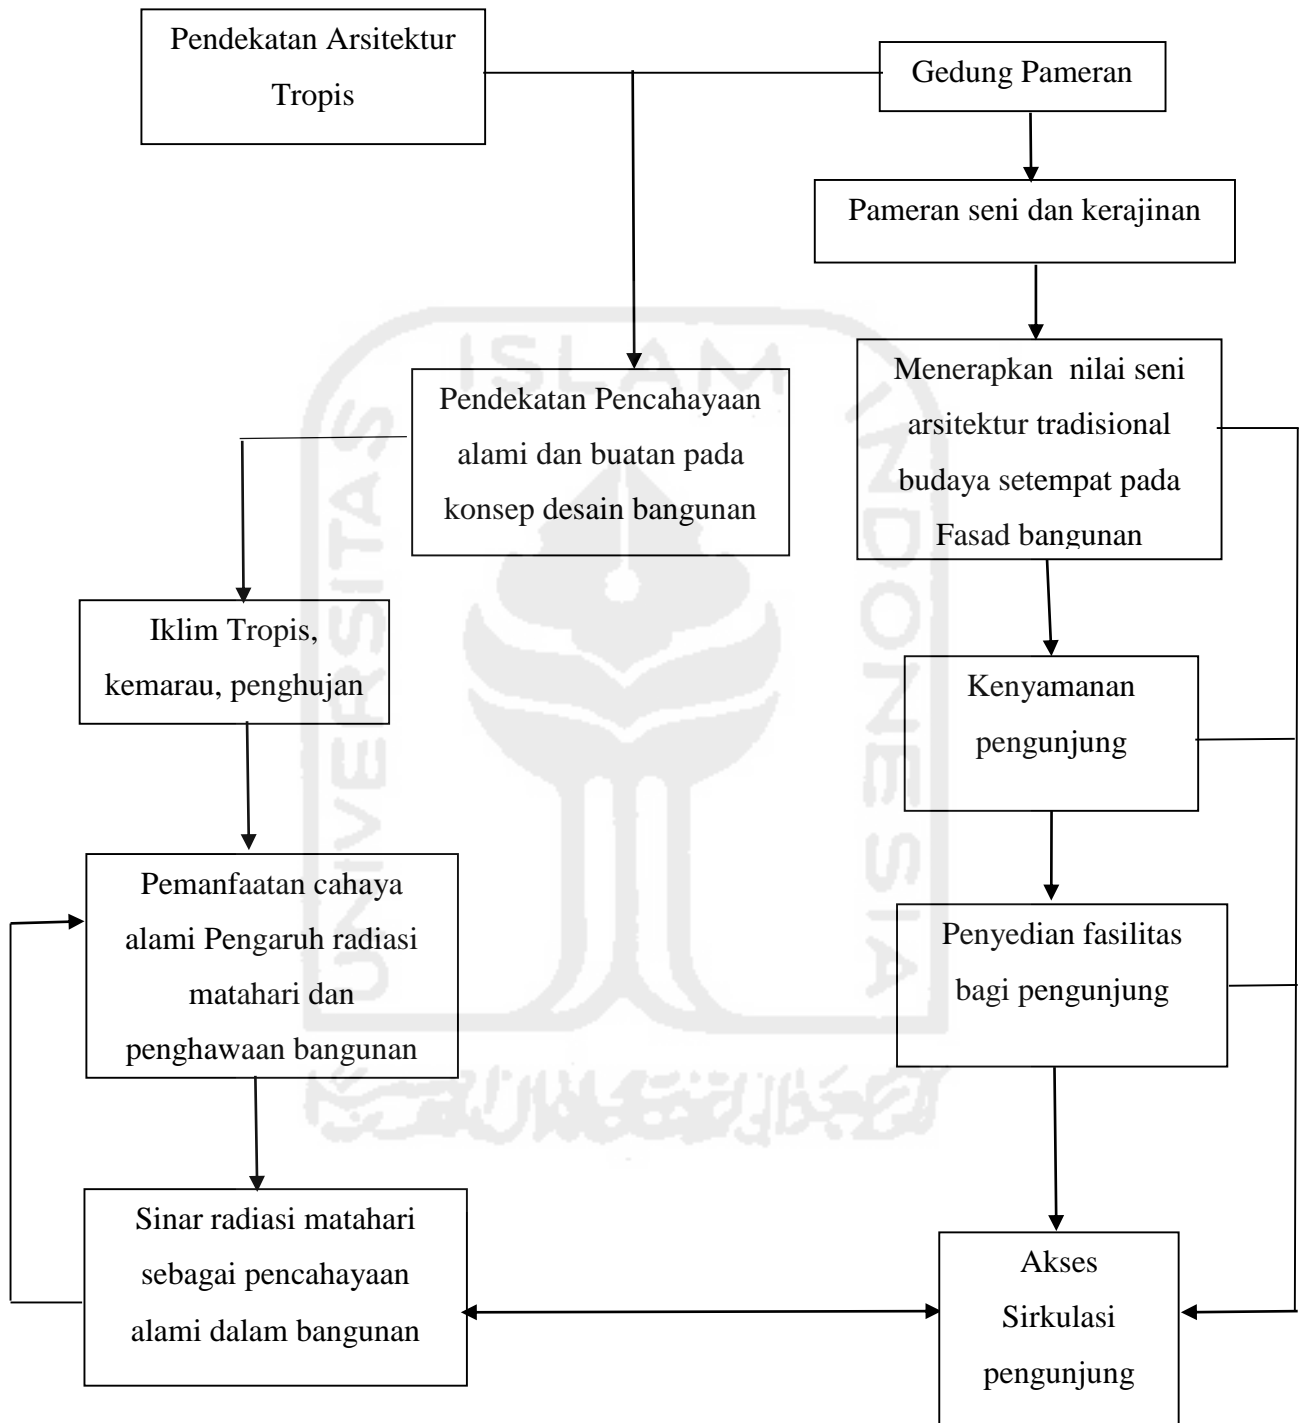 Pendekatan Arsitektur
Tropis
Gedung Pameran
Pameran seni dan kerajinan
Menerapkan nilai seni
arsitektur tradisional
budaya setempat pada
Fasad bangunan
Pendekatan Pencahayaan
alami dan buatan pada
konsep desain bangunan
Iklim Tropis,
kemarau, penghujan
Kenyamanan
pengunjung
Pemanfaatan cahaya
alami Pengaruh radiasi
matahari dan
penghawaan bangunan
Penyedian fasilitas
bagi pengunjung
Sinar radiasi matahari
sebagai pencahayaan
alami dalam bangunan
Akses
Sirkulasi
pengunjung
UNIVERSITAS
ISLAM
INDONESIA